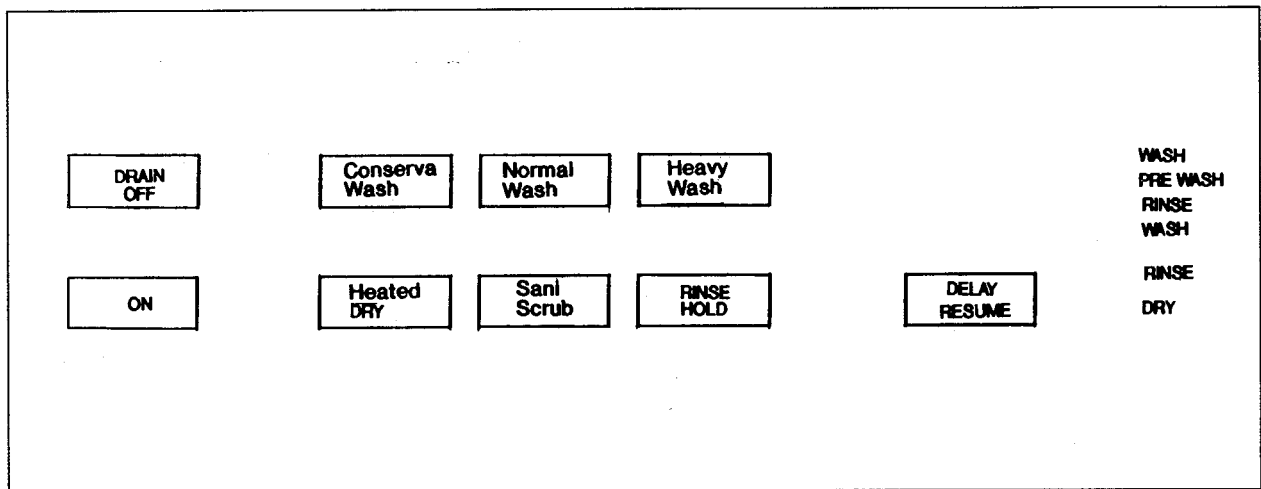 DRAIN
OFF
Conserva
Wash
Normal
Wash
Heavy
Wash
ON
Heated
DRY
Sani
Scrub
RINSE
HOLD
DELAY
RESUME
WASH
PRE WASH
RINSE
WASH
RINSE
DRY